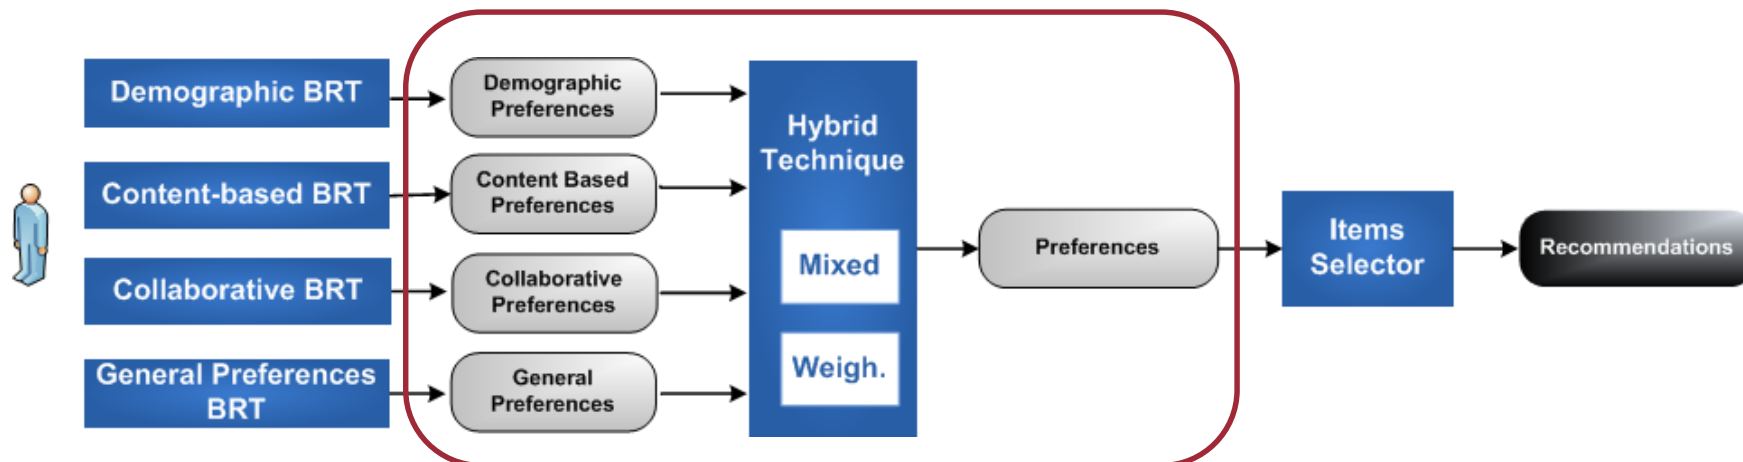 Demographic BRT
Demographic
Preferences
Content-based BRT
Content Based
Preferences
Collaborative BRT
Collaborative
Preferences
General Preferences
BRT
General
Preferences
Hybrid
Technique
Mixed
Weigh.
Preferences
Items
Selector
Recommendations